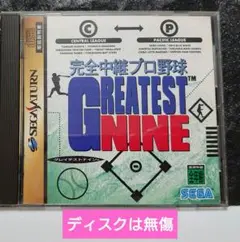 C
P
CENTRAL LEAGUE
PACIFIC LEAGUE
完全中継プロ野球
GREATEST
NINE
TM
グレイテストナイン
SEGA SATURN
SEGA
ディスクは無傷